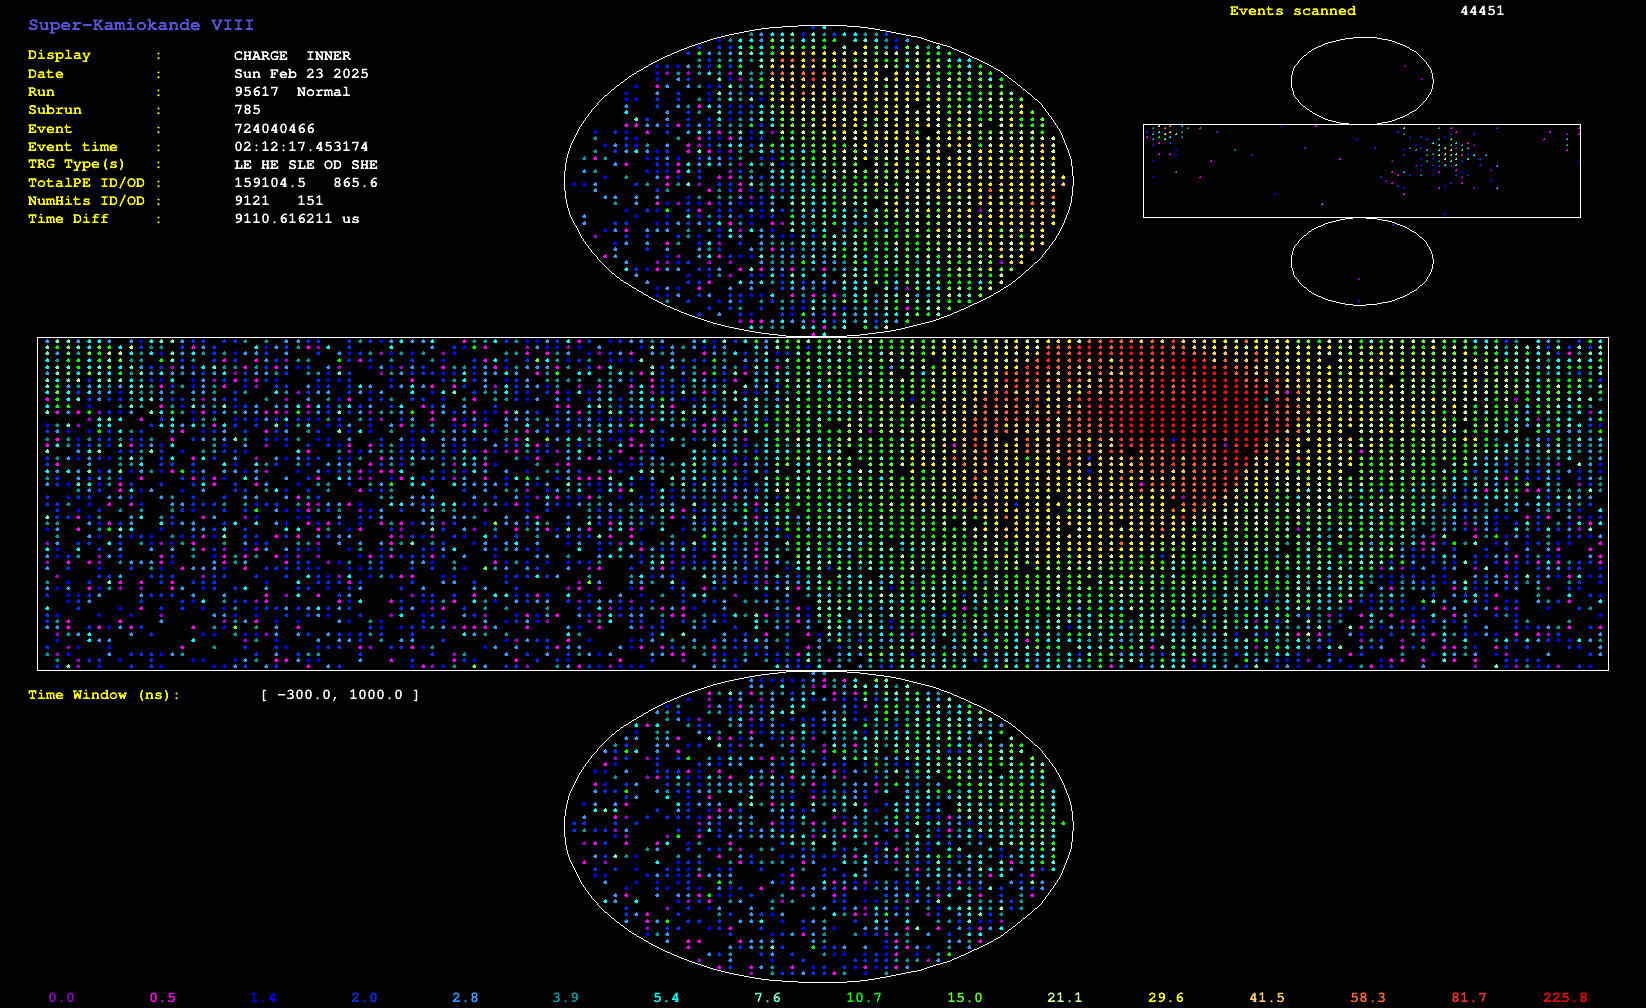 Super-Kamiokande VIII
Display : CHARGE INNER
Date : Sun Feb 23 2025
Run : 95617 Normal
Subrun : 785
Event : 724040466
Event time : 02:12:17.453174
TRG Type(s) : LE HE SLE OD SHE
TotalPE ID/OD : 159104.5 865.6
NumHits ID/OD : 9121 151
Time Diff : 9110.616211 us
Events scanned 44451
Time Window (ns): [ -300.0, 1000.0 ]
0.0 0.5 1.4 2.0 2.8 3.9 5.4 7.6 10.7 15.0 21.1 29.6 41.5 58.3 81.7 225.8